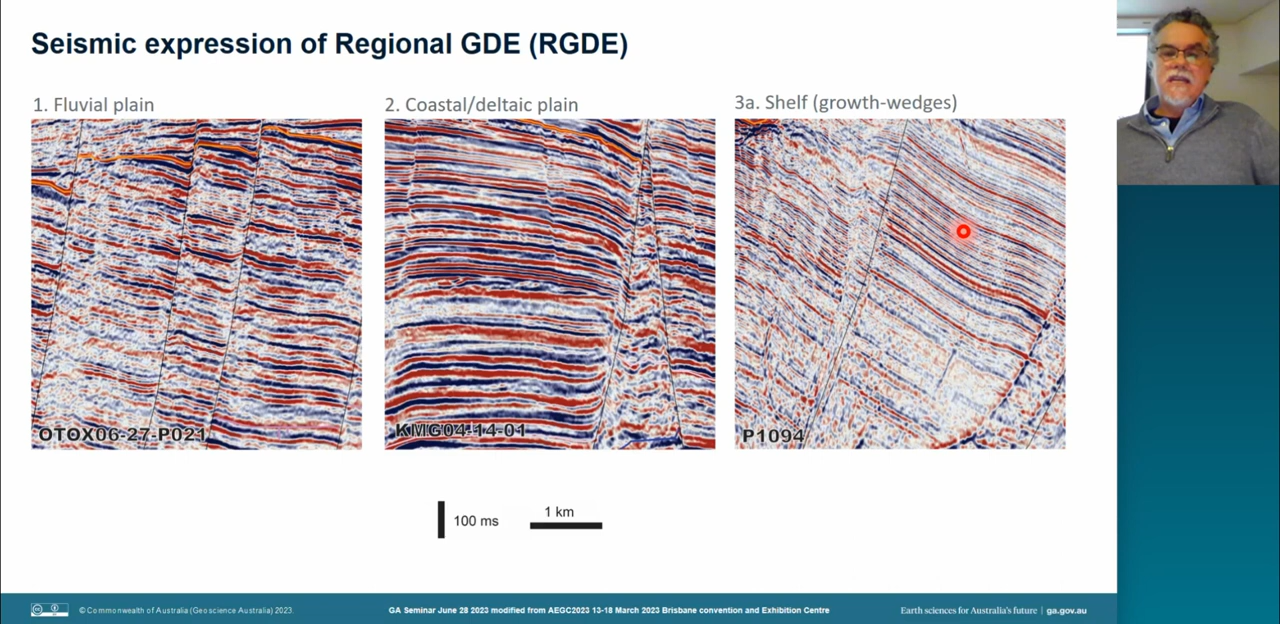 Seismic expression of Regional GDE (RGDE)
1. Fluvial plain
2. Coastal/deltaic plain
3a. Shelf (growth-wedges)
OTOX06-27-P021
KMG04-14-01
P1094
100 ms
1 km
© Commonwealth of Australia (Geoscience Australia) 2023.
GA Seminar June 28 2023 modified from AEGC2023 13-18 March 2023 Brisbane convention and Exhibition Centre
Earth sciences for Australia's future | ga.gov.au